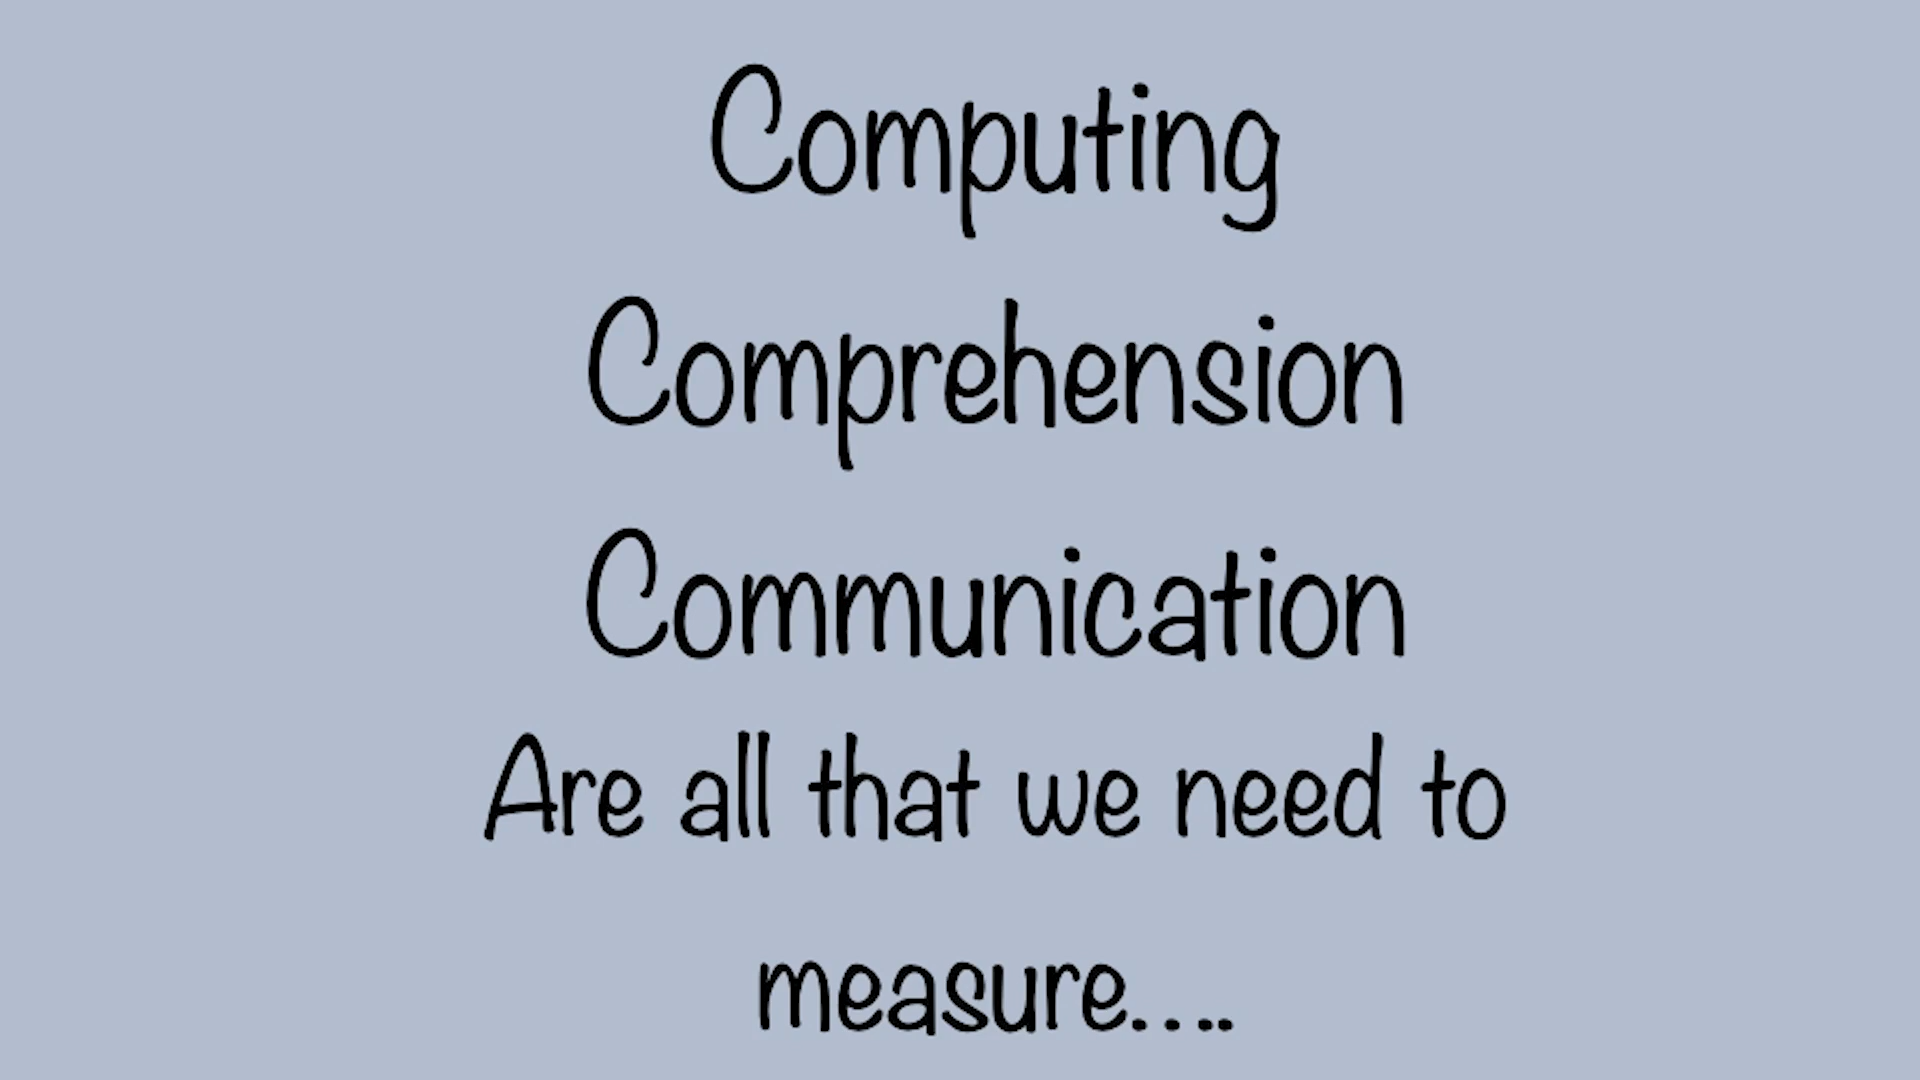 Computing
Comprehension
Communication
Are all that we need to
measure....